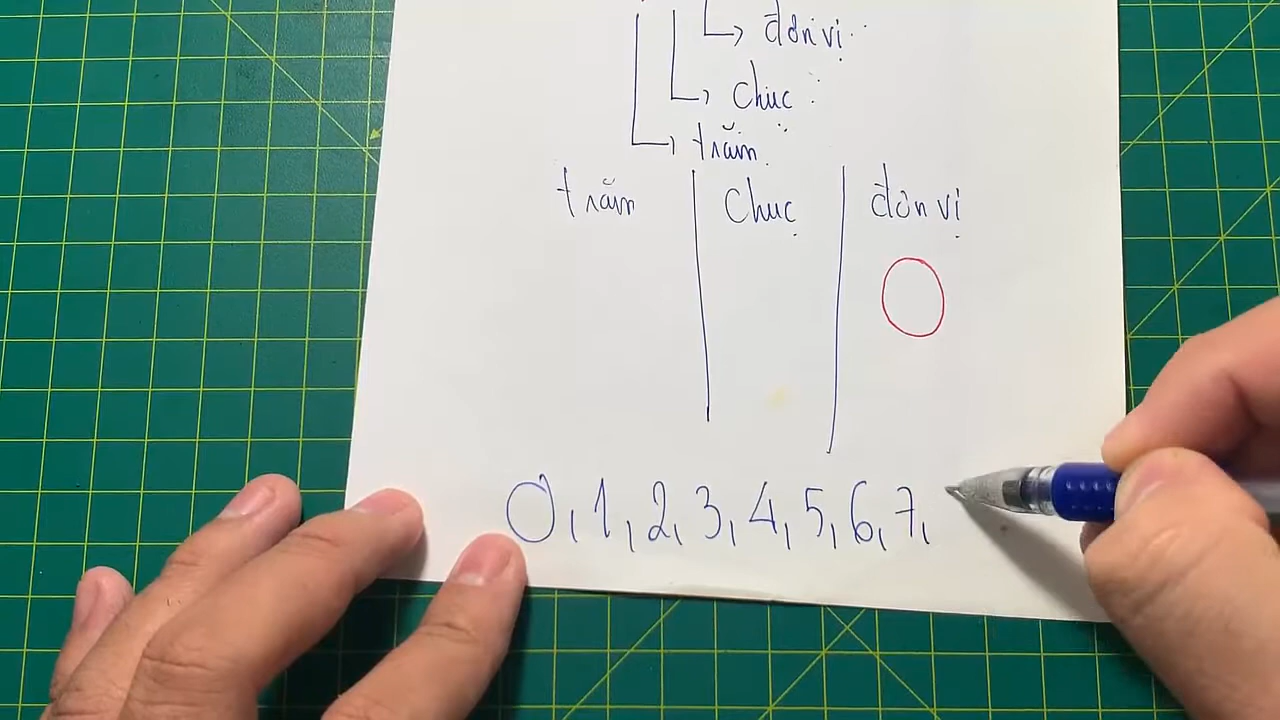 đơn vị
chục
trăm
trăm chục đơn vị
0, 1, 2, 3, 4, 5, 6, 7,